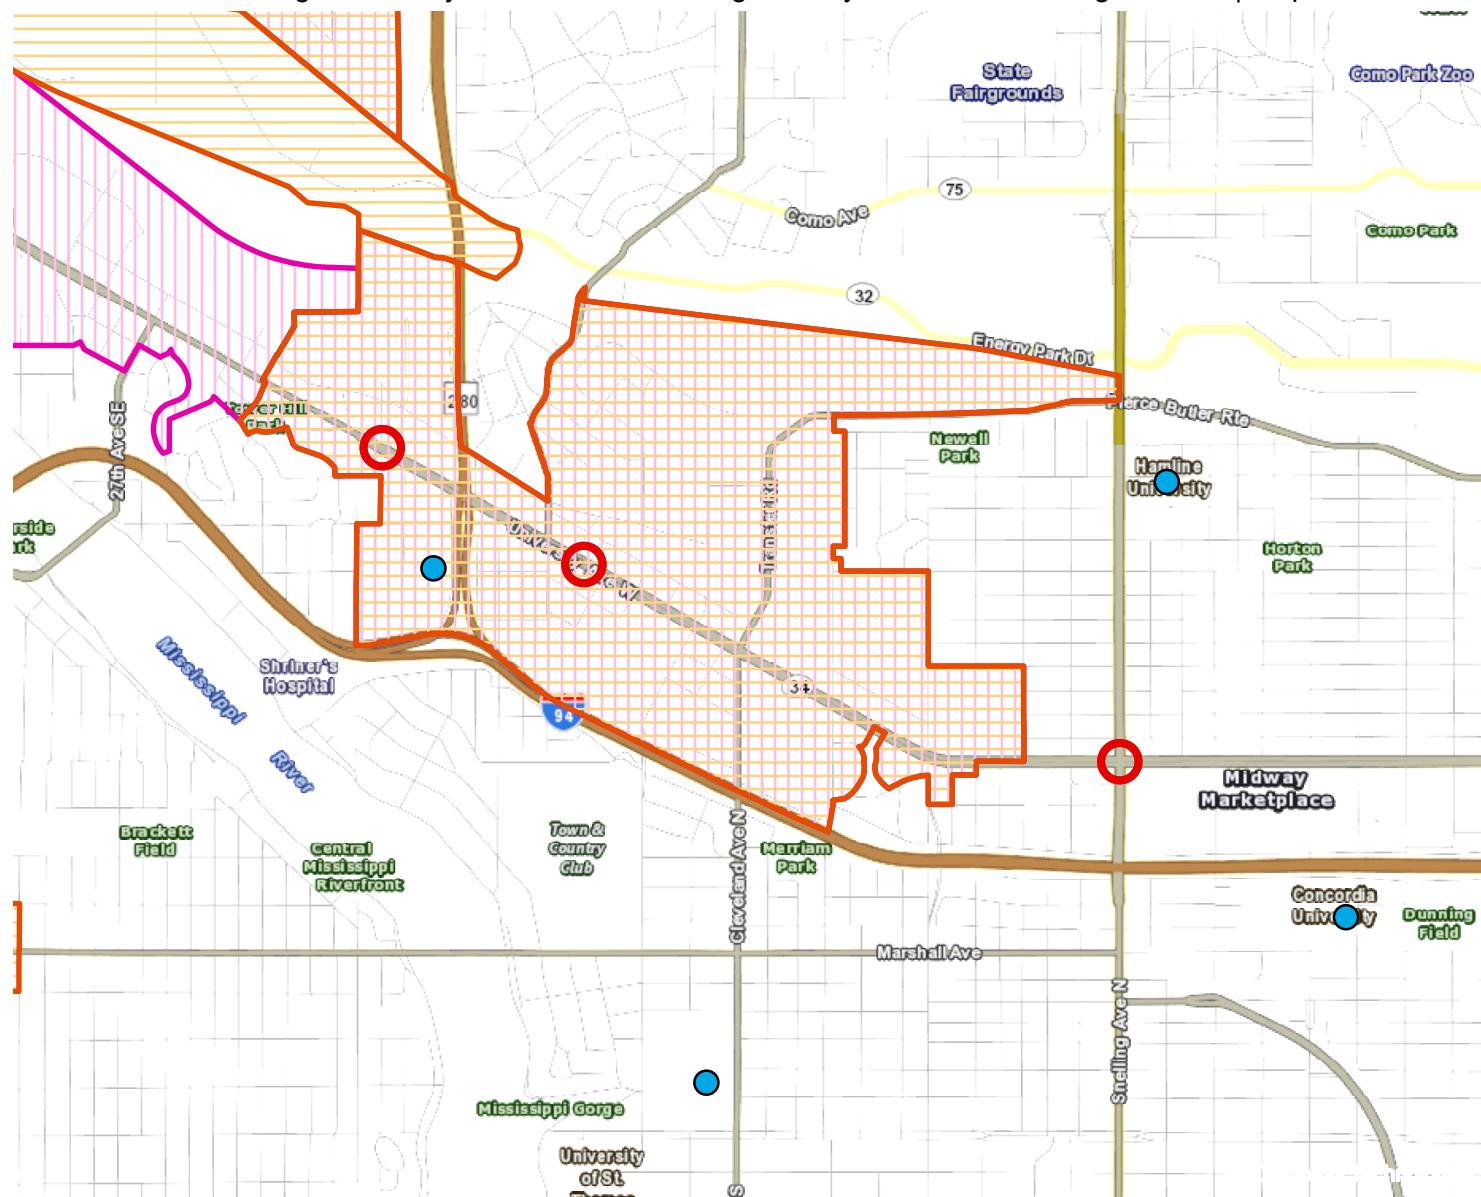 State
Fairgrounds
Como Park Zoo
75
Como Ave
Como Park
32
Energy Park Dr
280
Pierce Butler Rte
27th Ave SE
Park
Newell
Park
Hamline
University
Transfer Rd
Horton
Park
Shriner's
Hospital
Mississippi
River
34
94
Midway
Marketplace
Brackett
Field
Central
Mississippi
Riverfront
Town &
Country
Club
Cleveland Ave N
Merriam
Park
Concordia
University
Dunning
Field
Marshall Ave
Snelling Ave N
Mississippi Gorge
University
of St.
S